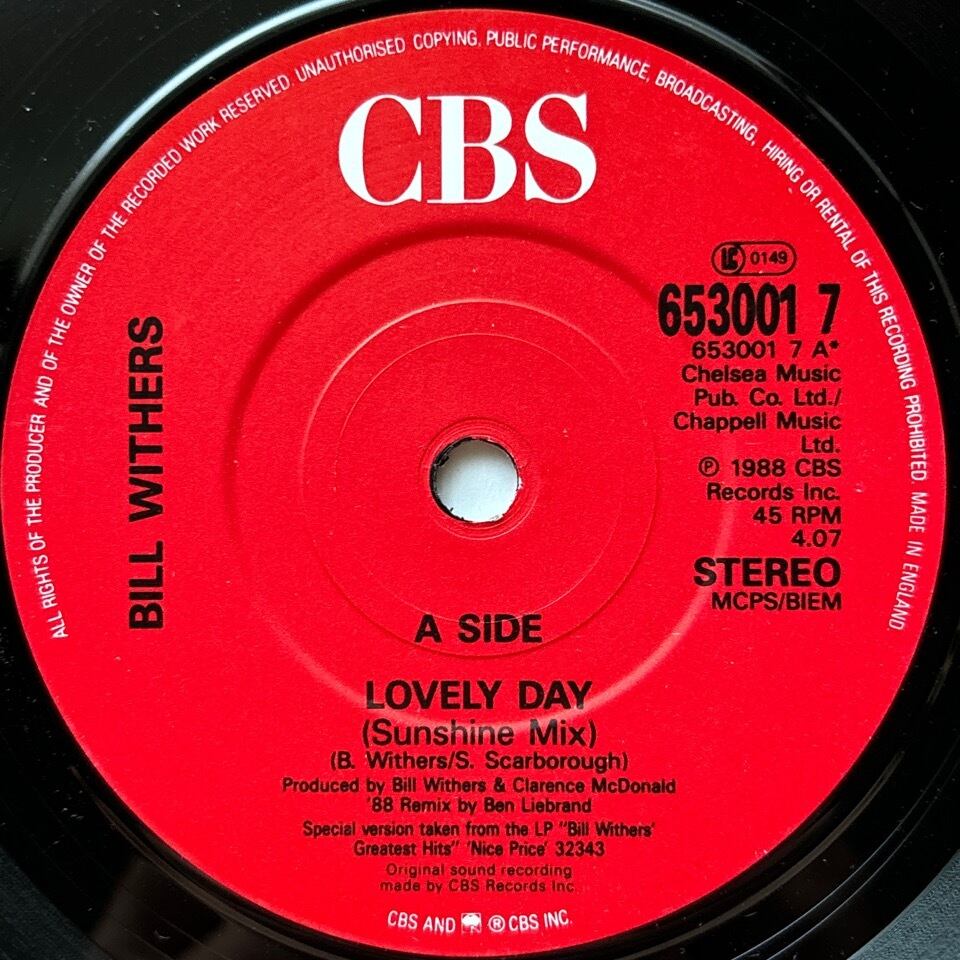 ALL RIGHTS OF THE PRODUCER AND OF THE OWNER OF THE RECORDED WORK RESERVED. UNAUTHORISED COPYING, PUBLIC PERFORMANCE, BROADCASTING, HIRING OR RENTAL OF THIS RECORDING PROHIBITED. MADE IN ENGLAND.
CBS
BILL WITHERS
LC 0149
653001 7
653001 7 A*
Chelsea Music
Pub. Co. Ltd./
Chappell Music
Ltd.
℗ 1988 CBS
Records Inc.
45 RPM
4.07
STEREO
MCPS/BIEM
A SIDE
LOVELY DAY
(Sunshine Mix)
(B. Withers/S. Scarborough)
Produced by Bill Withers & Clarence McDonald
'88 Remix by Ben Liebrand
Special version taken from the LP "Bill Withers'
Greatest Hits" 'Nice Price' 32343
Original sound recording
made by CBS Records Inc.
CBS AND ® CBS INC.